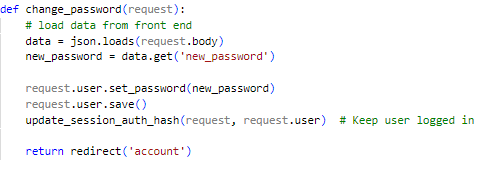 def change_password(request):
    # load data from front end
    data = json.loads(request.body)
    new_password = data.get('new_password')

    request.user.set_password(new_password)
    request.user.save()
    update_session_auth_hash(request, request.user)  # Keep user logged in

    return redirect('account')